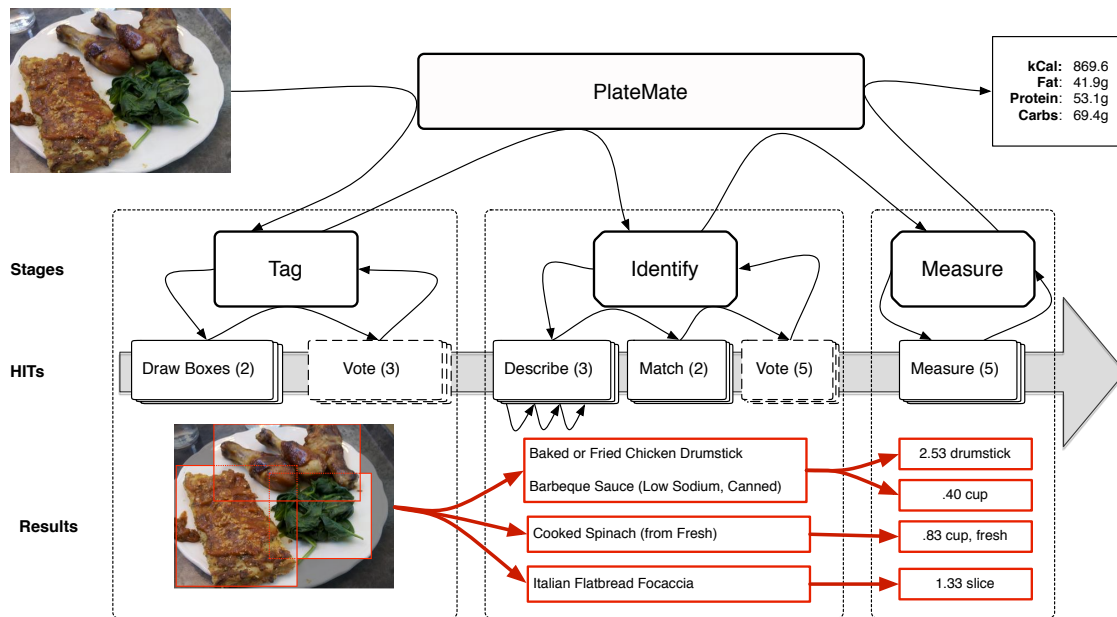 PlateMate
kCal: 869.6
Fat: 41.9g
Protein: 53.1g
Carbs: 69.4g
Stages
Tag
Identify
Measure
HITs
Draw Boxes (2)
Vote (3)
Describe (3)
Match (2)
Vote (5)
Measure (5)
Results
Baked or Fried Chicken Drumstick
Barbeque Sauce (Low Sodium, Canned)
Cooked Spinach (from Fresh)
Italian Flatbread Focaccia
2.53 drumstick
.40 cup
.83 cup, fresh
1.33 slice